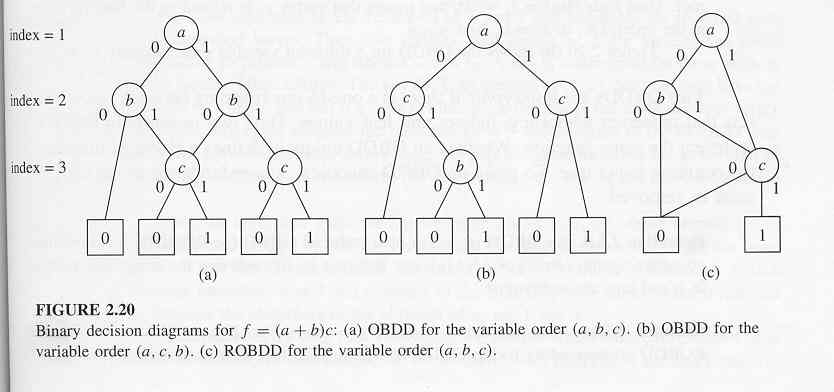 a
index = 1
0 1 0 1 0 1
b b c c b
index = 2
0 1 0 1 0 1 0 1 0 1
c c b c
index = 3
0 1 0 1 0 1 0 1
0 0 1 0 1 0 0 1 0 1 0 1
(a) (b) (c)
FIGURE 2.20
Binary decision diagrams for f = (a + b)c: (a) OBDD for the variable order (a, b, c). (b) OBDD for the
variable order (a, c, b). (c) ROBDD for the variable order (a, b, c).